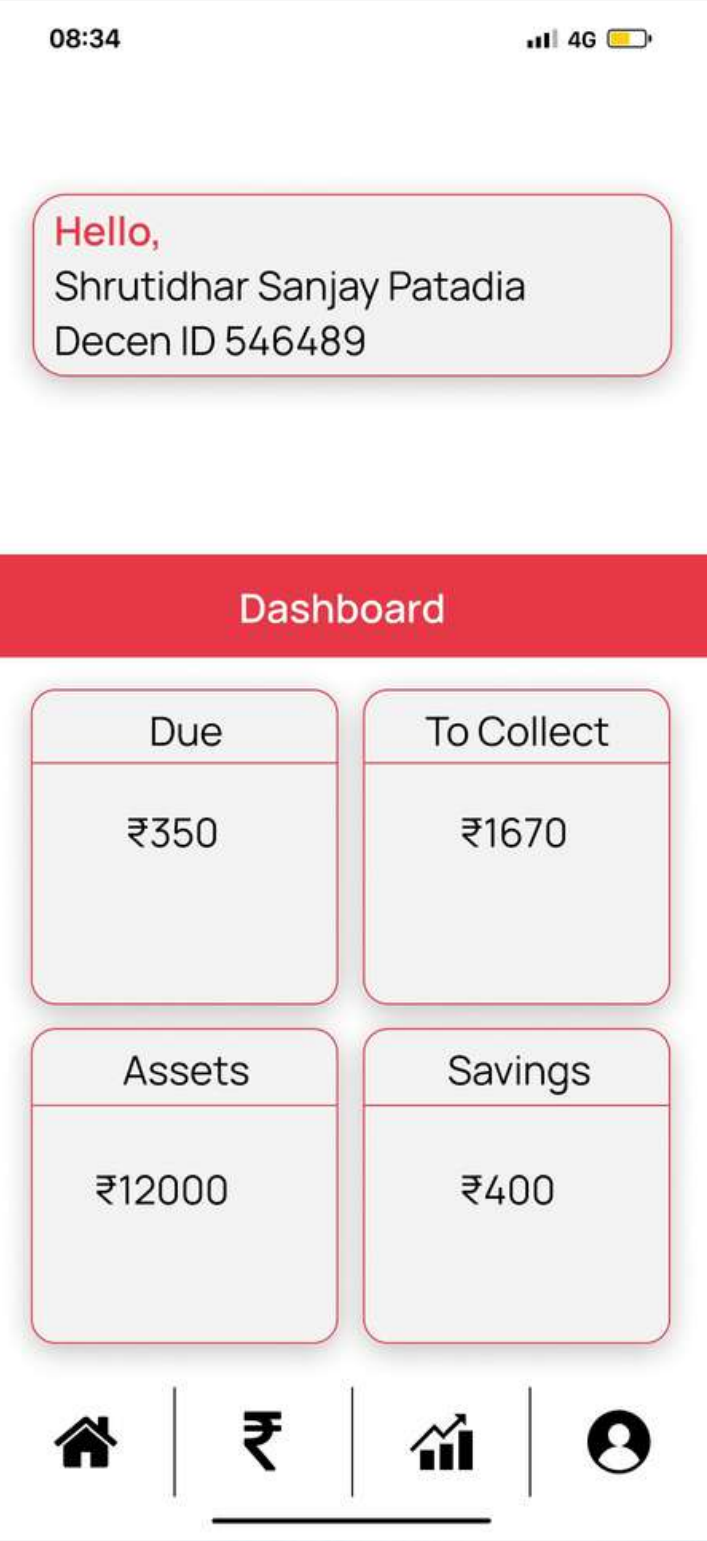 08:34 4G
Hello,
Shrutidhar Sanjay Patadia
Decen ID 546489
Dashboard
Due
₹350
To Collect
₹1670
Assets
₹12000
Savings
₹400
₹